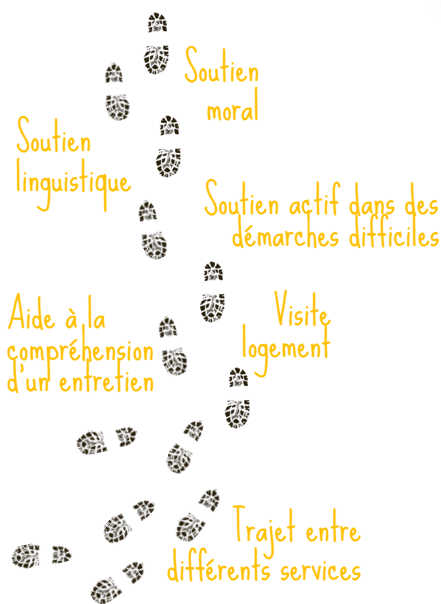 Soutien
moral
Soutien
linguistique
Soutien actif dans des
démarches difficiles
Visite
logement
Aide à la
compréhension
d'un entretien
Trajet entre
différents services